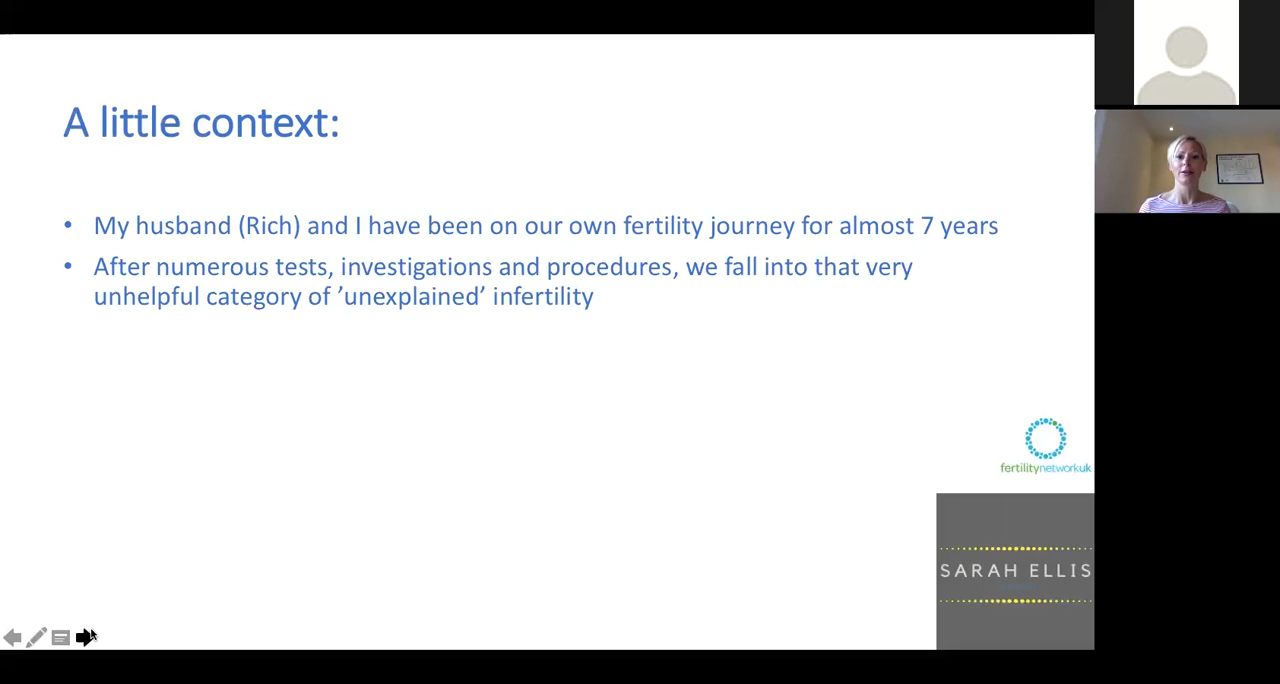 A little context:
• My husband (Rich) and I have been on our own fertility journey for almost 7 years
• After numerous tests, investigations and procedures, we fall into that very
unhelpful category of ’unexplained’ infertility
fertilitynetworkuk
SARAH ELLIS